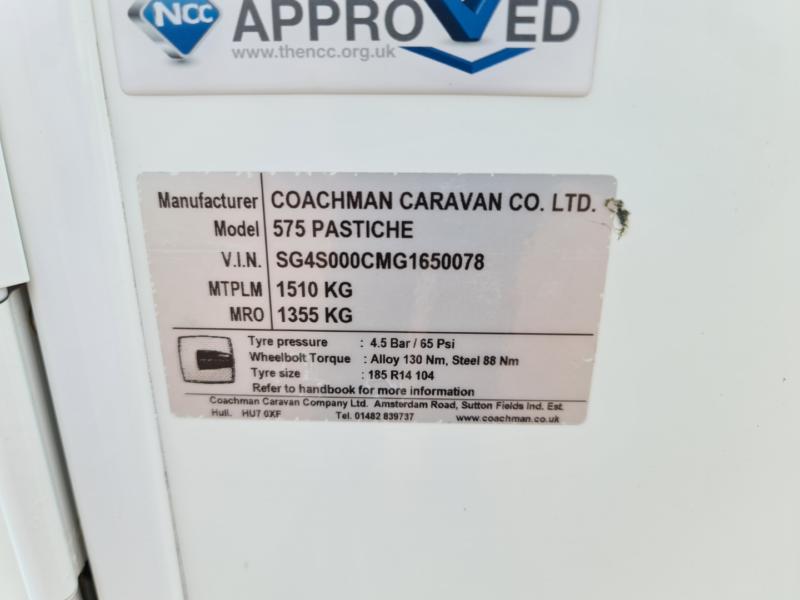 NCC APPROVED
www.thencc.org.uk
Manufacturer COACHMAN CARAVAN CO. LTD.
Model 575 PASTICHE
V.I.N. SG4S000CMG1650078
MTPLM 1510 KG
MRO 1355 KG
Tyre pressure : 4.5 Bar / 65 Psi
Wheelbolt Torque : Alloy 130 Nm, Steel 88 Nm
Tyre size : 185 R14 104
Refer to handbook for more information
Coachman Caravan Company Ltd. Amsterdam Road, Sutton Fields Ind. Est.
Hull. HU7 0XF Tel. 01482 839737 www.coachman.co.uk